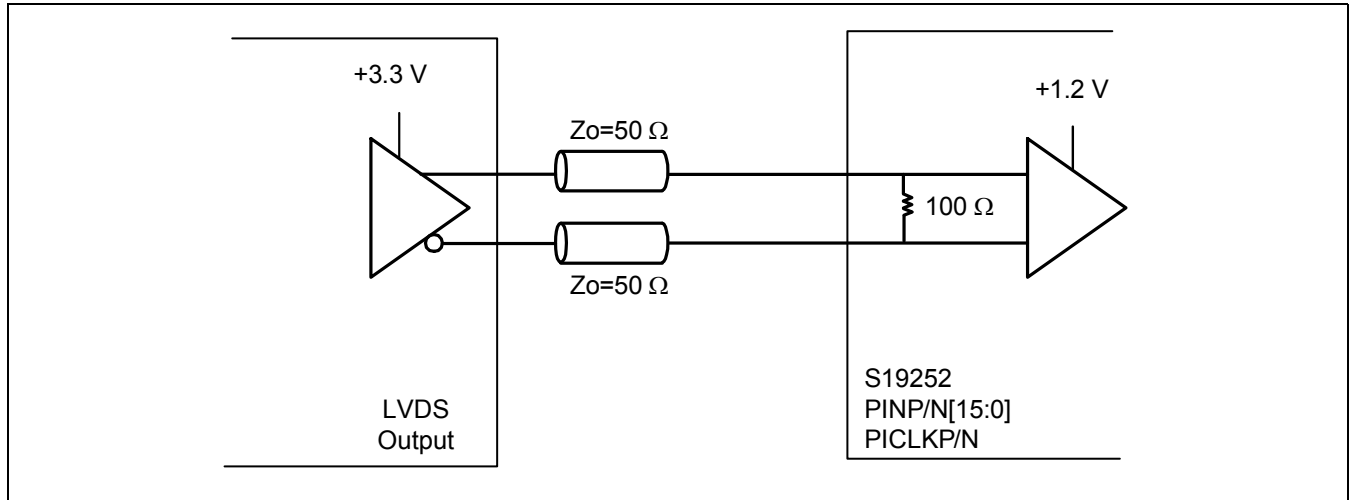 +3.3 V
+1.2 V
Zo=50 Ω
100 Ω
Zo=50 Ω
LVDS
Output
S19252
PINP/N[15:0]
PICLKP/N